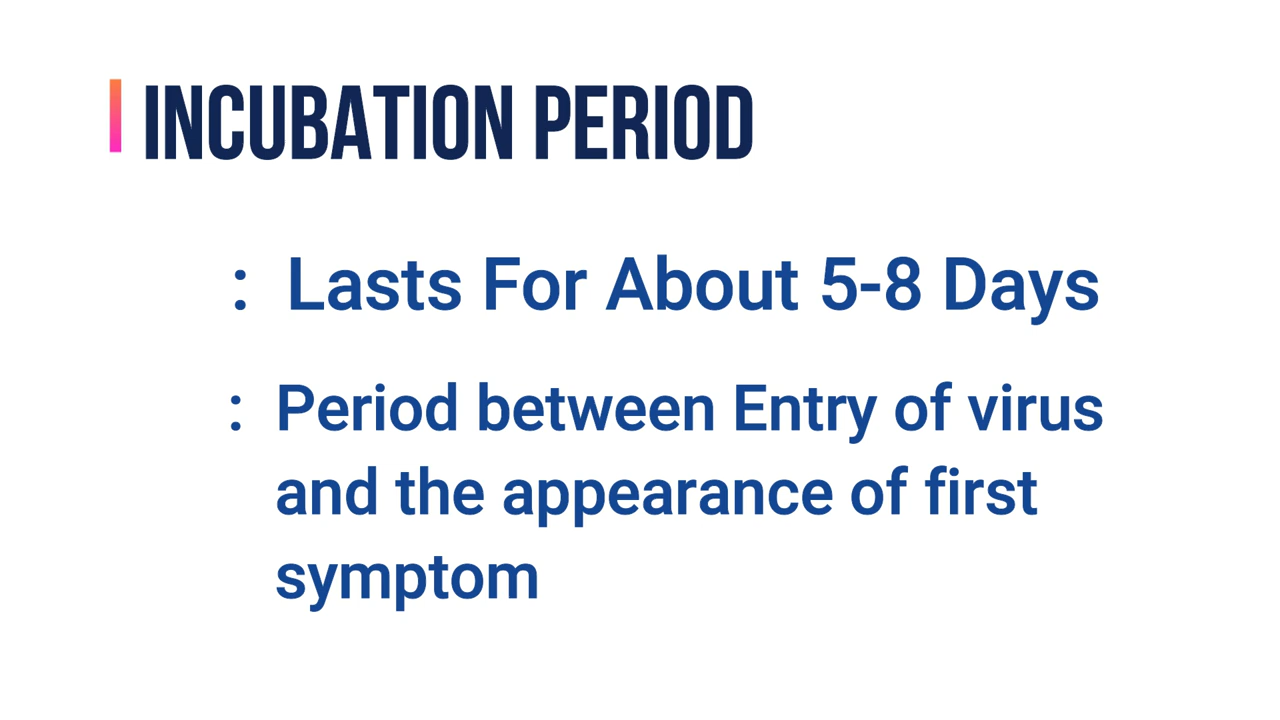 INCUBATION PERIOD
: Lasts For About 5-8 Days
: Period between Entry of virus
and the appearance of first
symptom